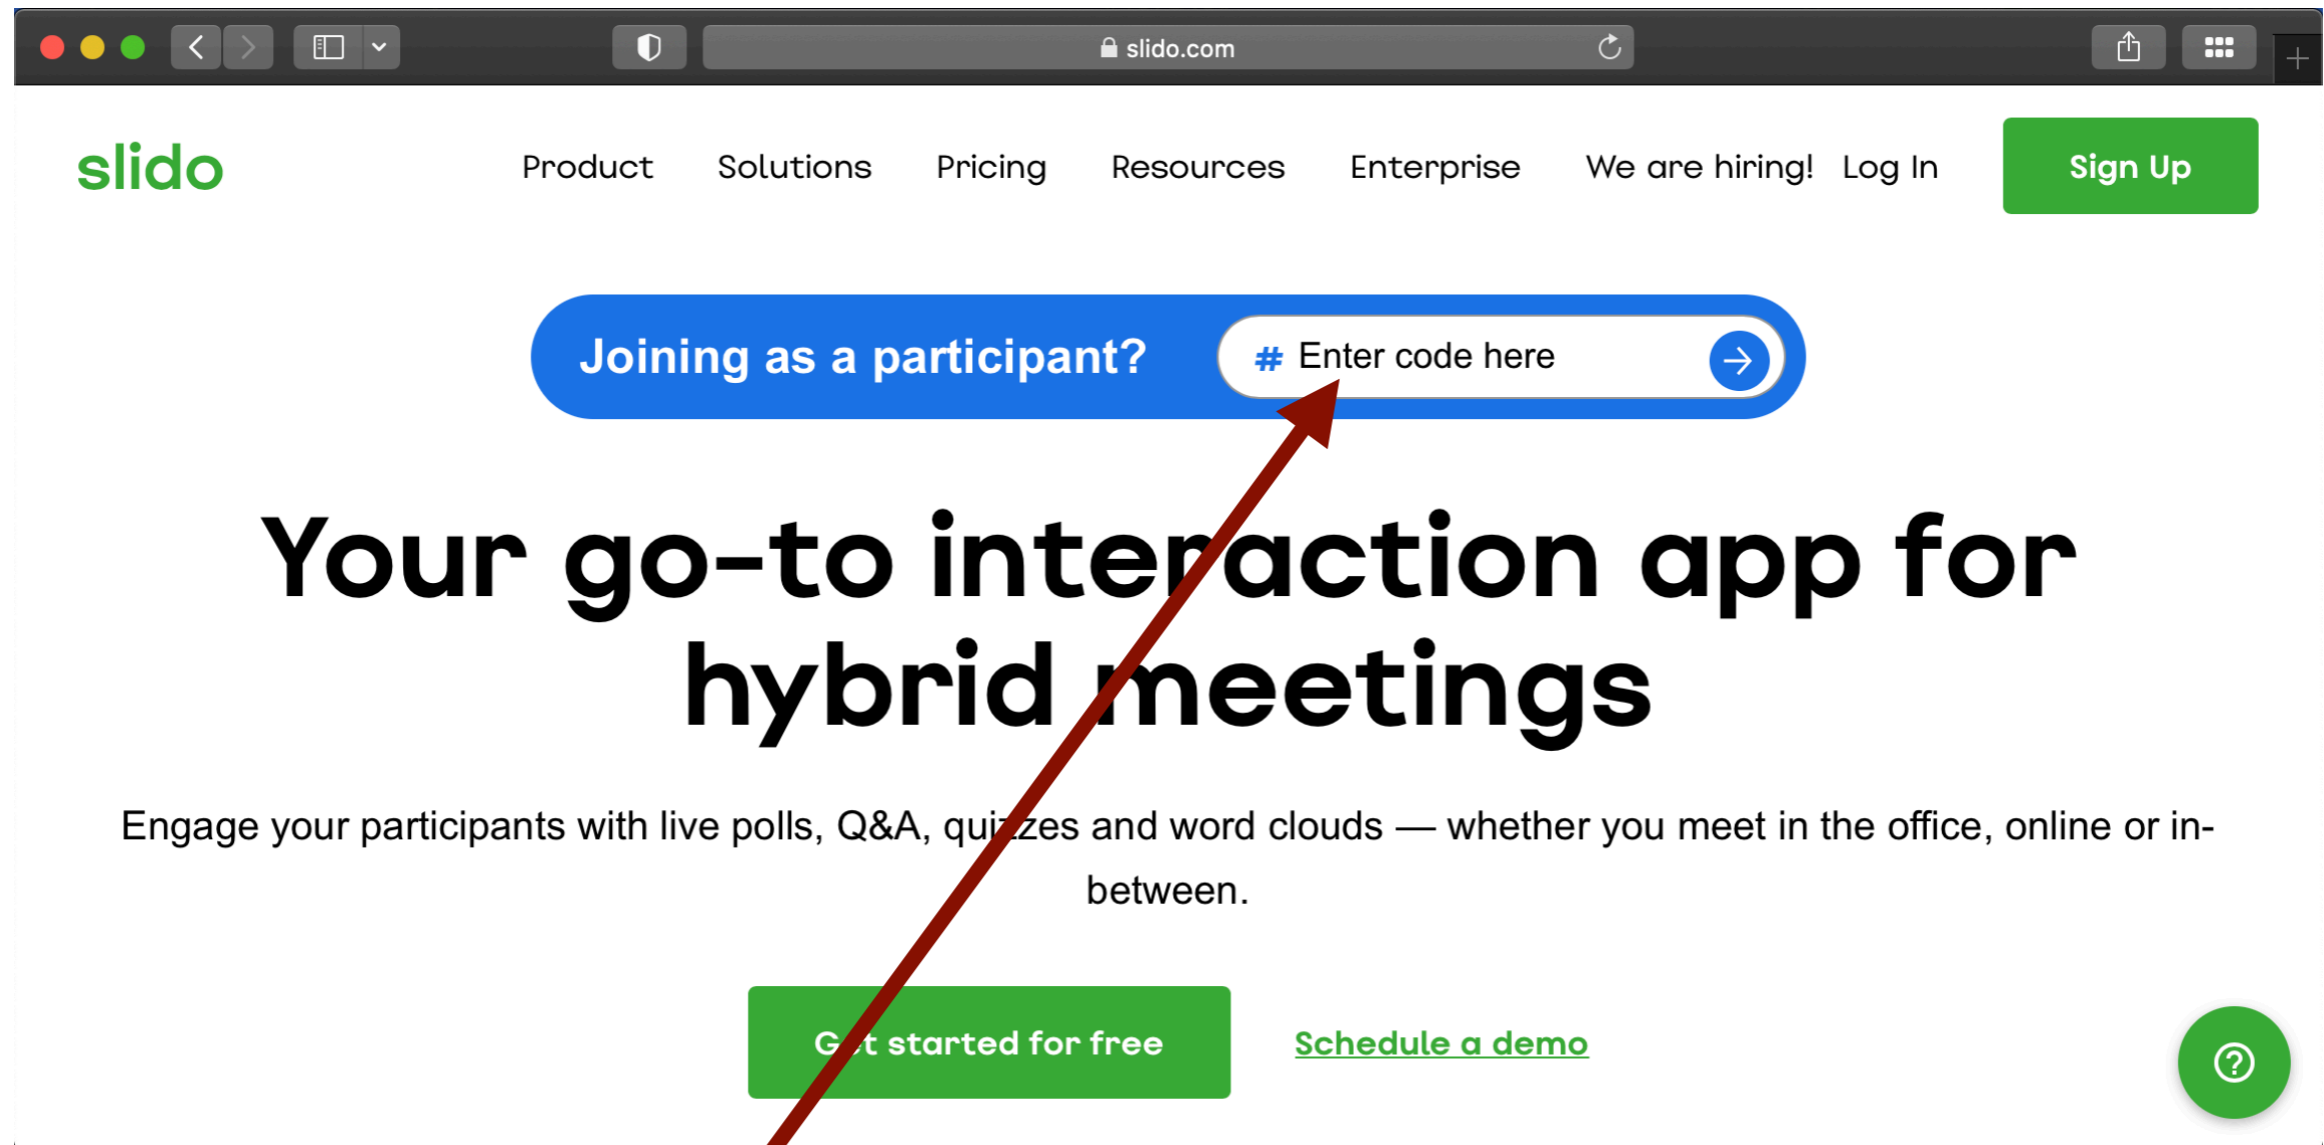 slido.com
slido Product Solutions Pricing Resources Enterprise We are hiring! Log In Sign Up
Joining as a participant? # Enter code here
Your go-to interaction app for
hybrid meetings
Engage your participants with live polls, Q&A, quizzes and word clouds — whether you meet in the office, online or in-
between.
Get started for free Schedule a demo